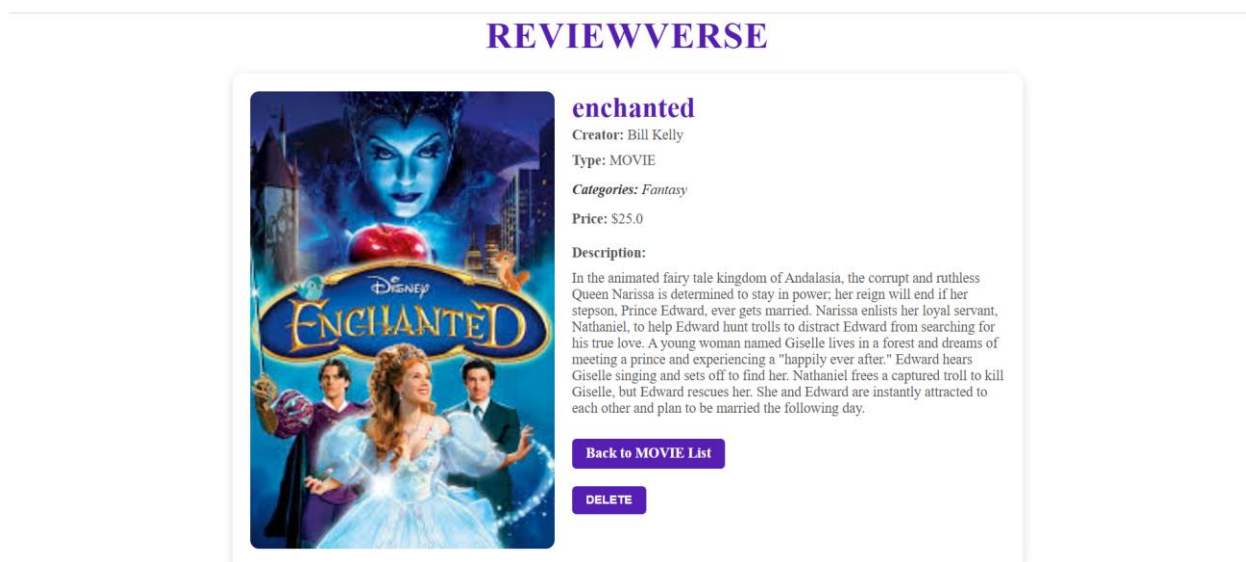 REVIEWVERSE
enchanted
Creator: Bill Kelly
Type: MOVIE
Categories: Fantasy
Price: $25.0
Description:
In the animated fairy tale kingdom of Andalasia, the corrupt and ruthless
Queen Narissa is determined to stay in power; her reign will end if her
stepson, Prince Edward, ever gets married. Narissa enlists her loyal servant,
Nathaniel, to help Edward hunt trolls to distract Edward from searching for
his true love. A young woman named Giselle lives in a forest and dreams of
meeting a prince and experiencing a "happily ever after." Edward hears
Giselle singing and sets off to find her. Nathaniel frees a captured troll to kill
Giselle, but Edward rescues her. She and Edward are instantly attracted to
each other and plan to be married the following day.
Back to MOVIE List
DELETE
DISNEY
ENCHANTED